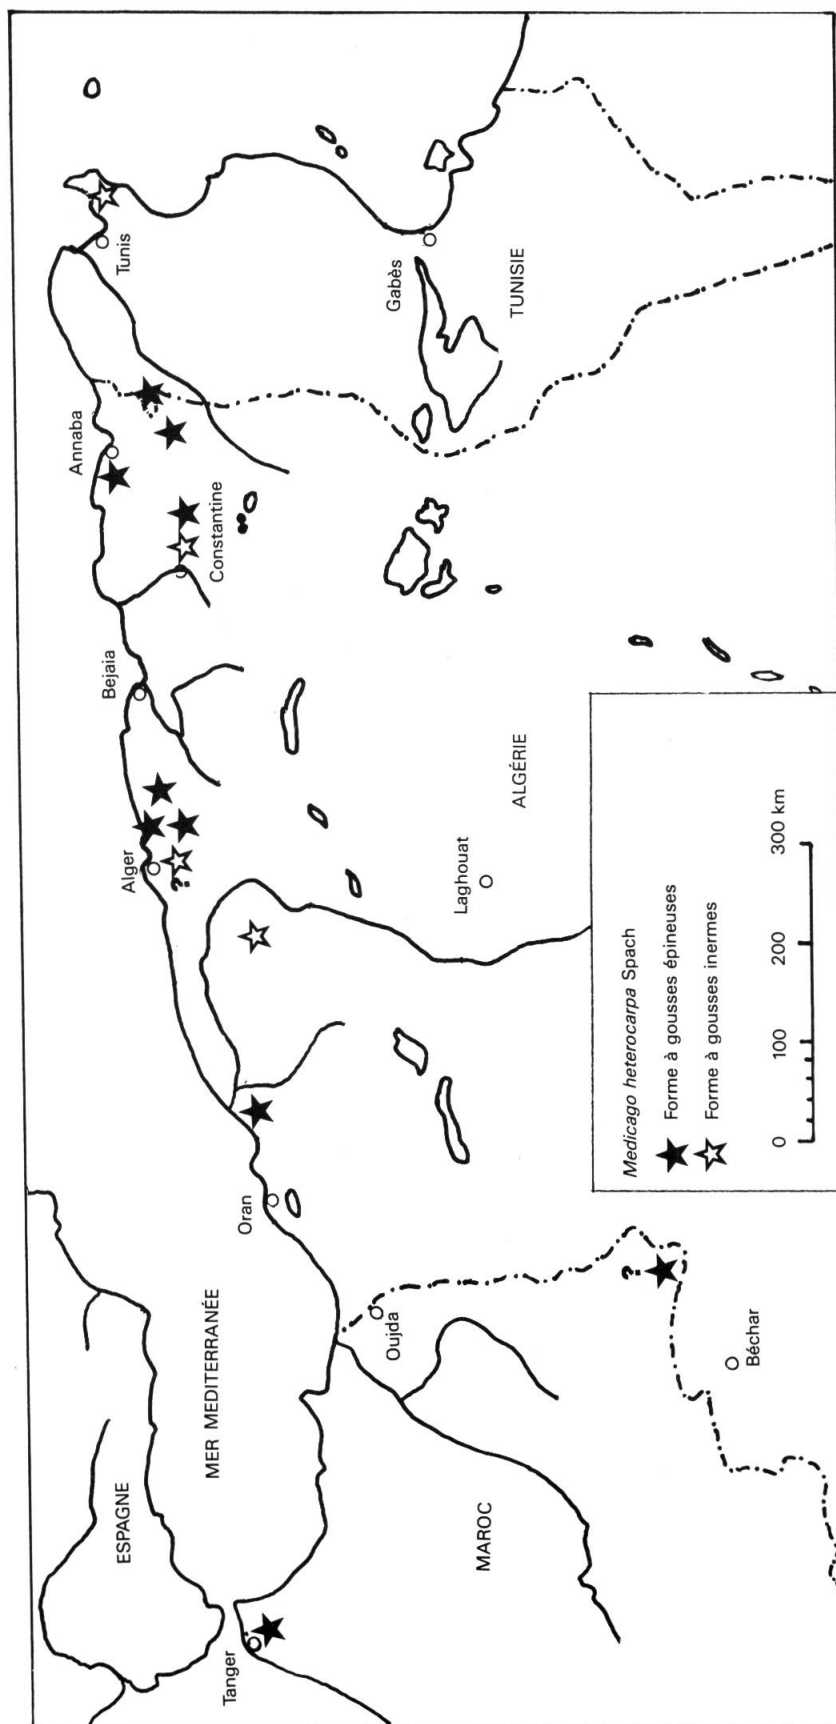 ESPAGNE
MER MEDITERRANÉE
Tanger
MAROC
Oujda
Béchar
?
Oran
Alger
?
Bejaia
Constantine
Annaba
Tunis
Gabès
TUNISIE
Laghouat
ALGÉRIE
Medicago heterocarpa Spach
Forme à gousses épineuses
Forme à gousses inermes
0 100 200 300 km